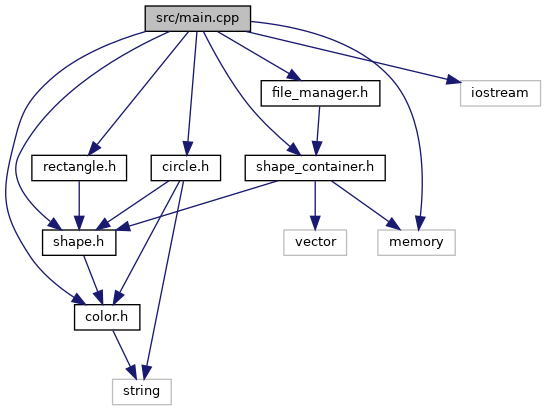 src/main.cpp
file_manager.h
iostream
rectangle.h
circle.h
shape_container.h
shape.h
vector
memory
color.h
string